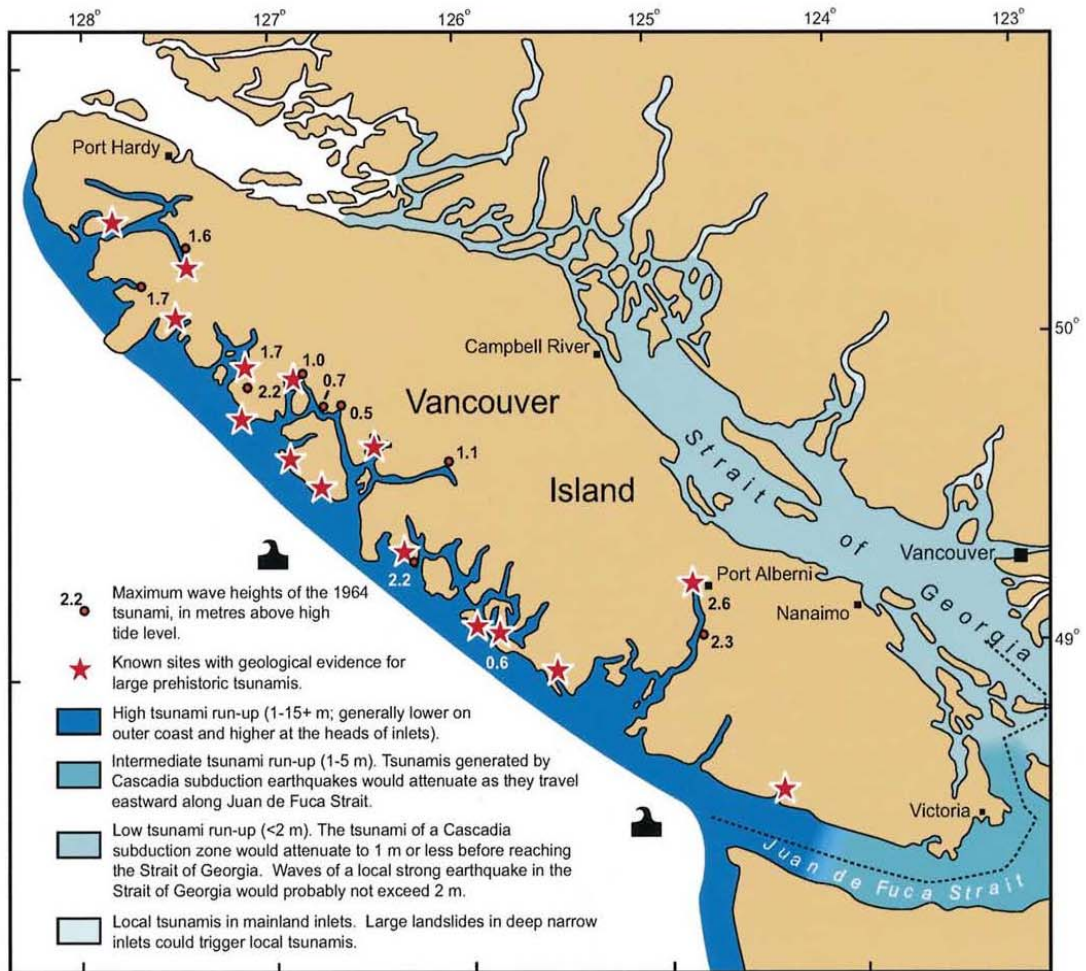 128°
127°
126°
125°
124°
123°
Port Hardy
1.6
1.7
50°
1.7
1.0
Campbell River
0.7
2.2
0.5
Vancouver
1.1
Strait of Georgia
Island
Vancouver
2.2
Port Alberni
2.6
Nanaimo
2.3
49°
0.6
Victoria
Juan de Fuca Strait
2.2
Maximum wave heights of the 1964
tsunami, in metres above high
tide level.
Known sites with geological evidence for
large prehistoric tsunamis.
High tsunami run-up (1-15+ m; generally lower on
outer coast and higher at the heads of inlets).
Intermediate tsunami run-up (1-5 m). Tsunamis generated by
Cascadia subduction earthquakes would attenuate as they travel
eastward along Juan de Fuca Strait.
Low tsunami run-up (<2 m). The tsunami of a Cascadia
subduction zone would attenuate to 1 m or less before reaching
the Strait of Georgia. Waves of a local strong earthquake in the
Strait of Georgia would probably not exceed 2 m.
Local tsunamis in mainland inlets. Large landslides in deep narrow
inlets could trigger local tsunamis.